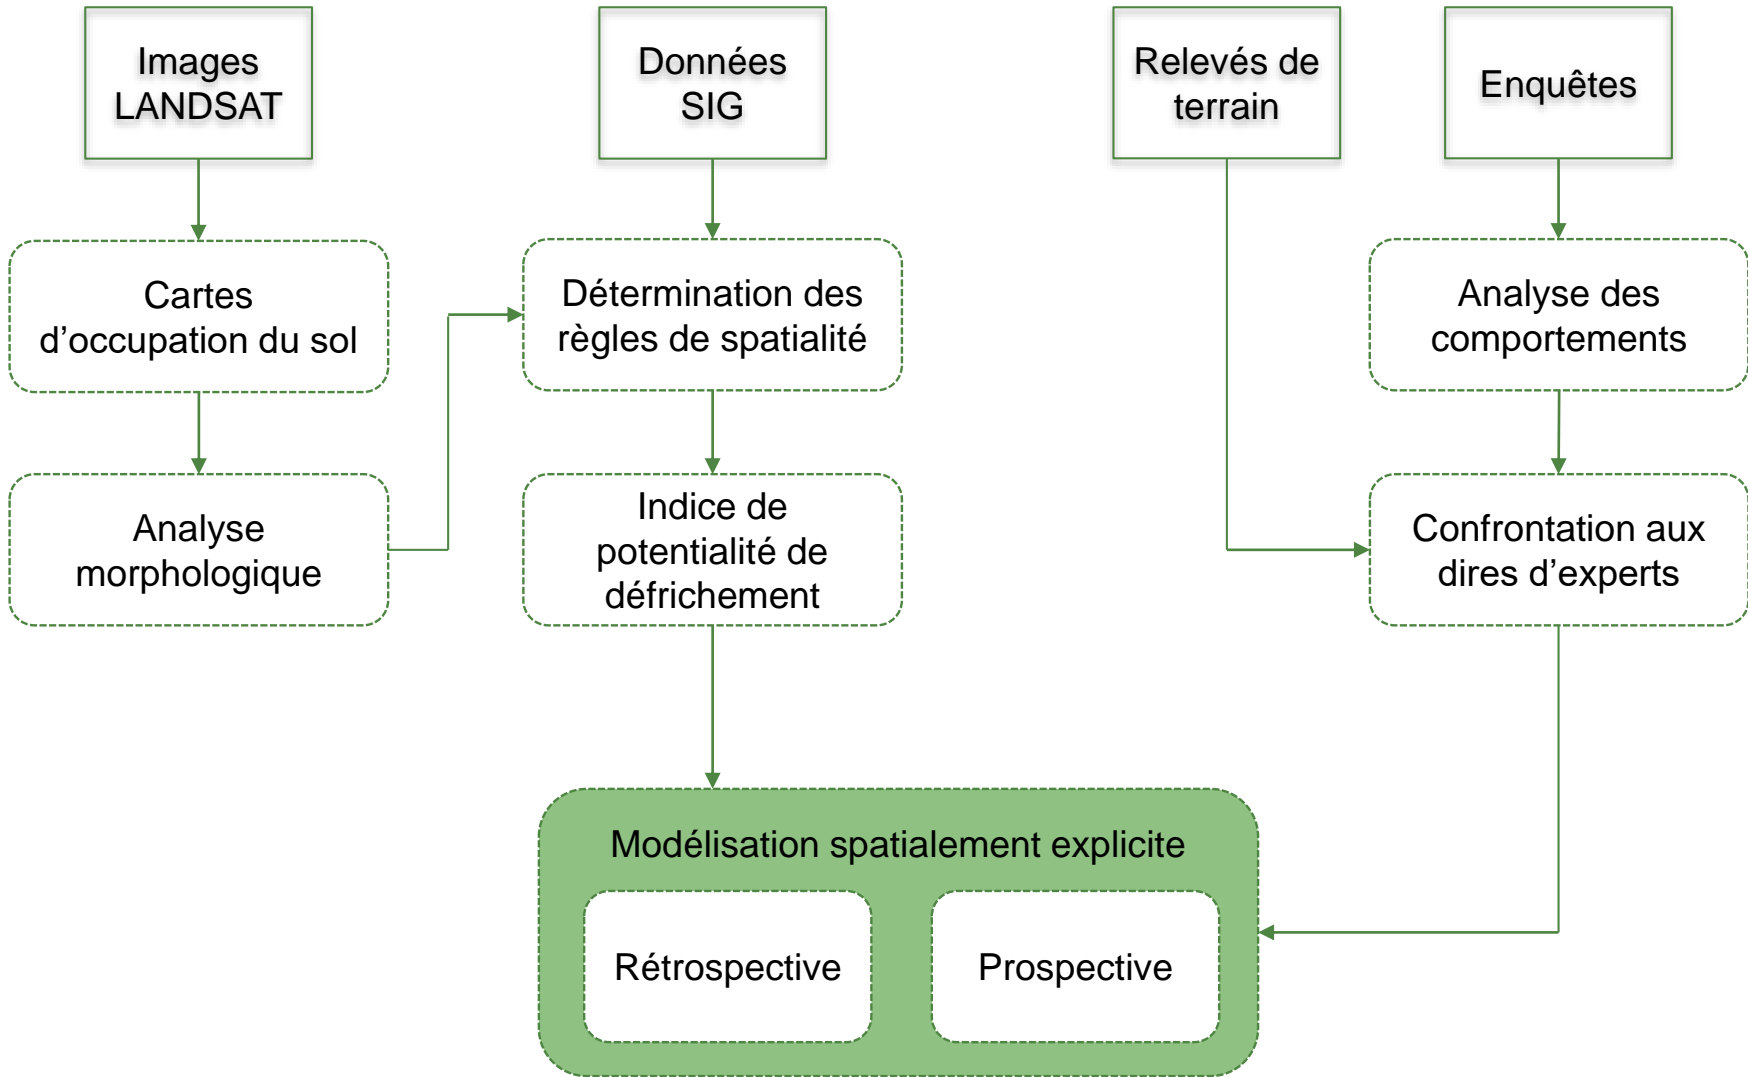 Images
LANDSAT
Données
SIG
Relevés de
terrain
Enquêtes
Cartes
d’occupation du sol
Détermination des
règles de spatialité
Analyse des
comportements
Analyse
morphologique
Indice de
potentialité de
défrichement
Confrontation aux
dires d’experts
Modélisation spatialement explicite
Rétrospective
Prospective